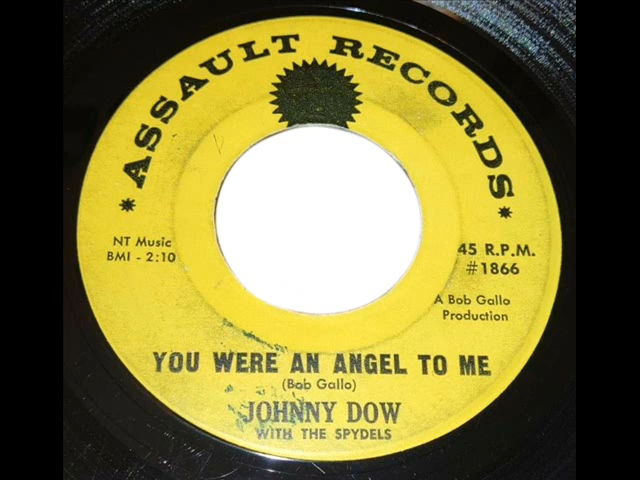 * ASSAULT RECORDS *
NT Music
BMI - 2:10
45 R.P.M.
#1866
A Bob Gallo
Production
YOU WERE AN ANGEL TO ME
(Bob Gallo)
JOHNNY DOW
WITH THE SPYDELS